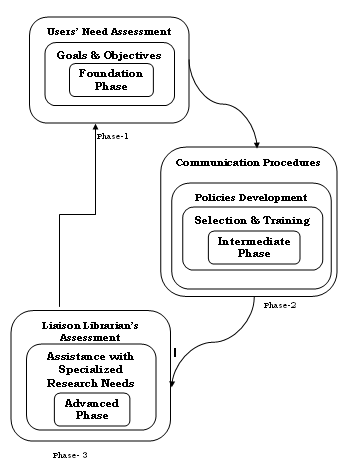 Users' Need Assessment
Goals & Objectives
Foundation
Phase
Phase-1
Communication Procedures
Policies Development
Selection & Training
Intermediate
Phase
Phase-2
Liaison Librarian's
Assessment
Assistance with
Specialized
Research Needs
Advanced
Phase
Phase- 3